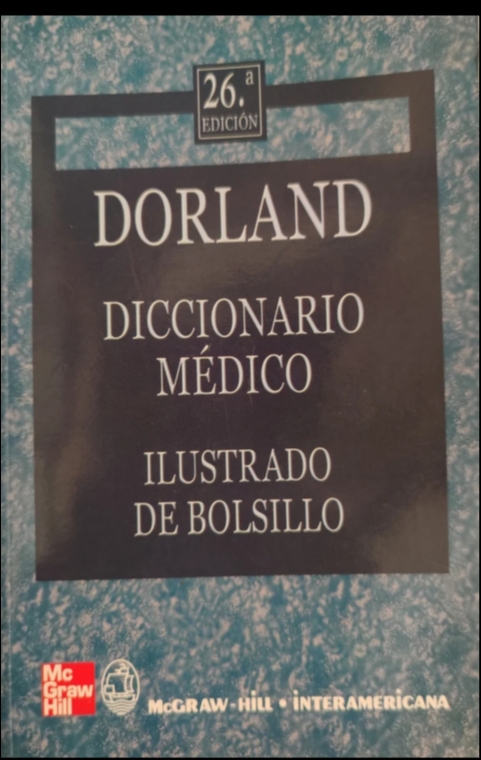 26.ª
EDICIÓN
DORLAND
DICCIONARIO
MÉDICO
ILUSTRADO
DE BOLSILLO
Mc
Graw
Hill
McGRAW-HILL • INTERAMERICANA